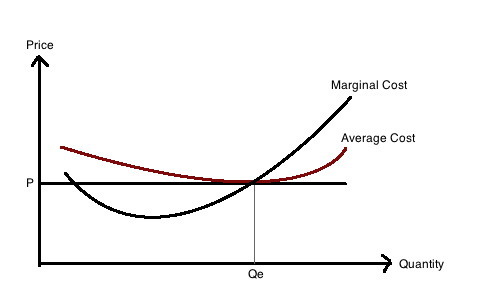 Price
Marginal Cost
Average Cost
P
Quantity
Qe